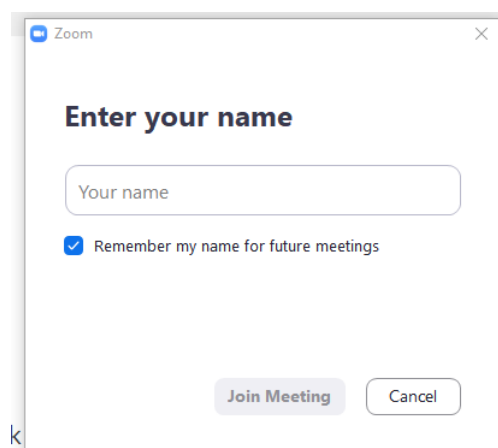 Zoom
Enter your name
Your name
Remember my name for future meetings
Join Meeting Cancel
k